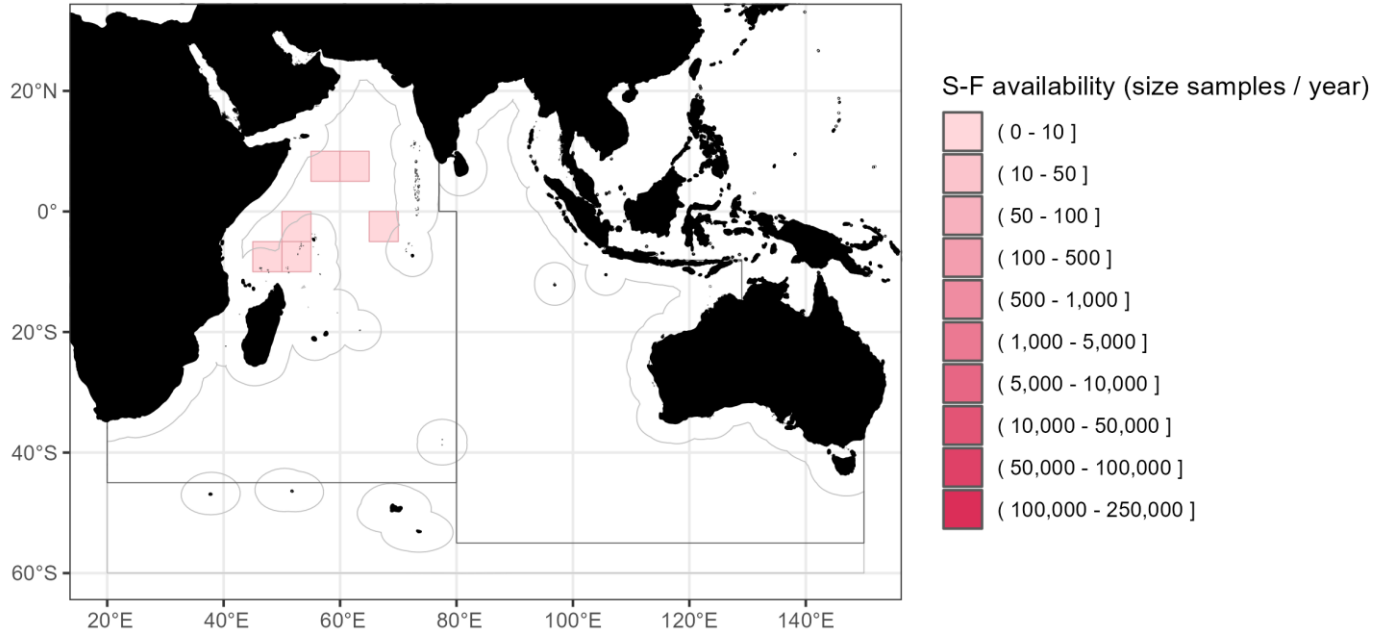 S-F availability (size samples / year)
( 0 - 10 ]
( 10 - 50 ]
( 50 - 100 ]
( 100 - 500 ]
( 500 - 1,000 ]
( 1,000 - 5,000 ]
( 5,000 - 10,000 ]
( 10,000 - 50,000 ]
( 50,000 - 100,000 ]
( 100,000 - 250,000 ]
20°N
0°
20°S
40°S
60°S
20°E 40°E 60°E 80°E 100°E 120°E 140°E